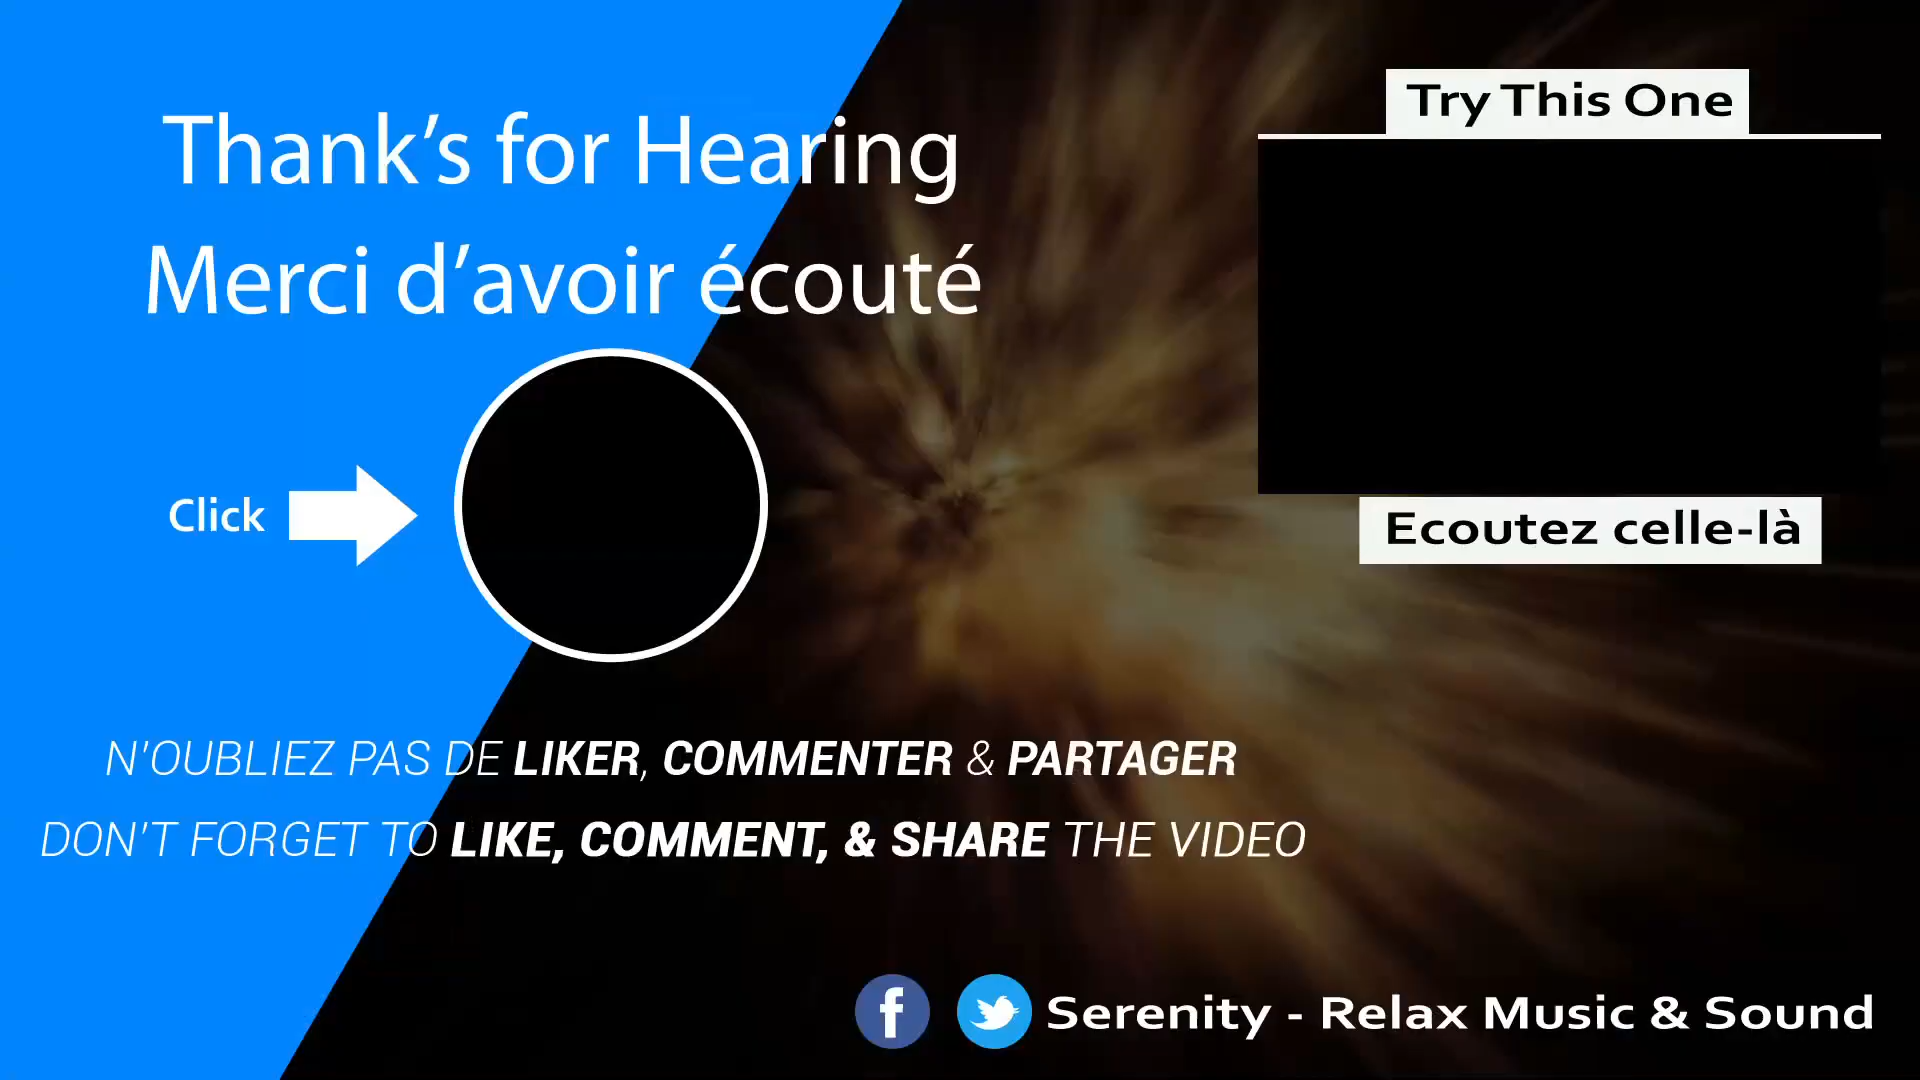 Thank’s for Hearing
Merci d’avoir écouté
Click
Try This One
Ecoutez celle-là
N'OUBLIEZ PAS DE LIKER, COMMENTER & PARTAGER
DON'T FORGET TO LIKE, COMMENT, & SHARE THE VIDEO
Serenity - Relax Music & Sound